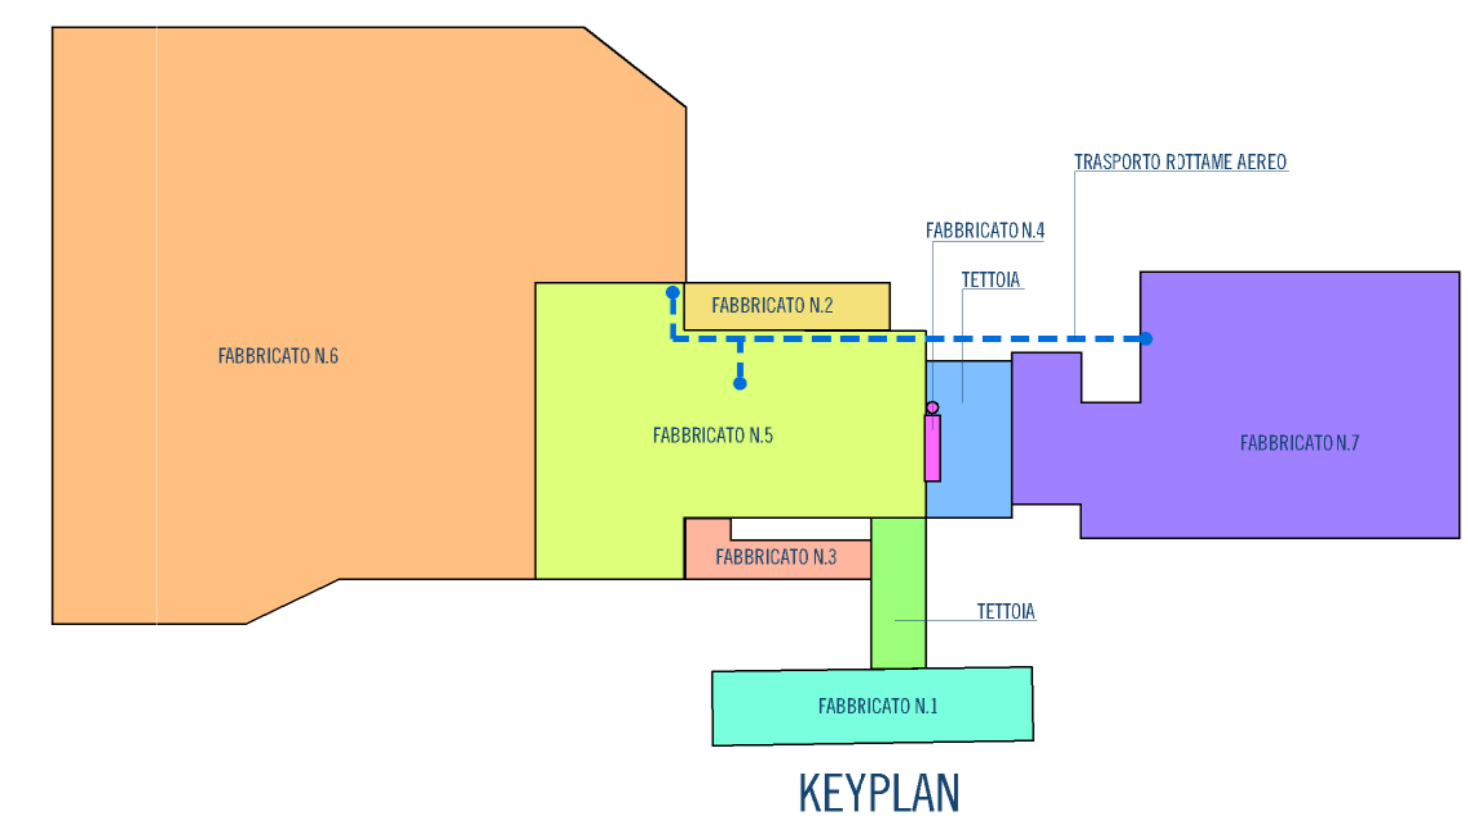 TRASPORTO ROTTAME AEREO
FABBRICATO N.4
TETTOIA
FABBRICATO N.2
FABBRICATO N.6
FABBRICATO N.5
FABBRICATO N.7
FABBRICATO N.3
TETTOIA
FABBRICATO N.1
KEYPLAN